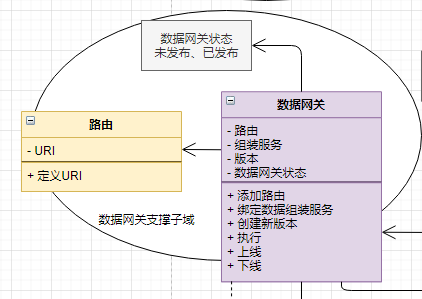 数据网关状态
未发布、已发布
路由
- URI
+ 定义URI
数据网关
- 路由
- 组装服务
- 版本
- 数据网关状态
+ 添加路由
+ 绑定数据组装服务
+ 创建新版本
+ 执行
+ 上线
+ 下线
数据网关支撑子域